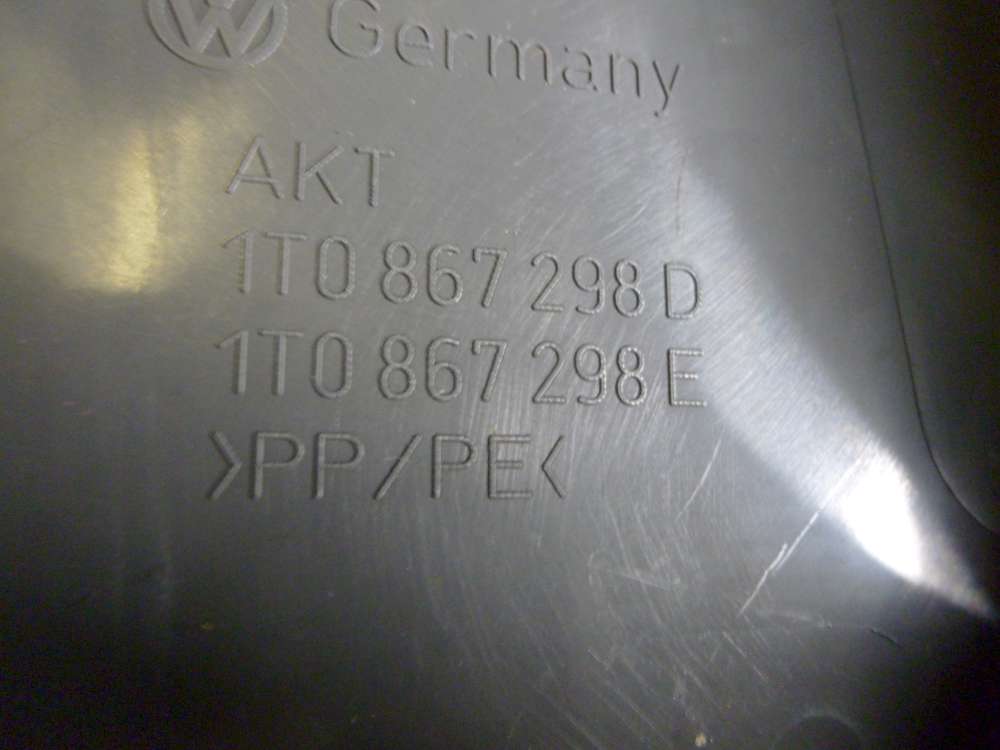 Germany
AKT
1T0 867 298 D
1T0 867 298 E
>PP/PE<